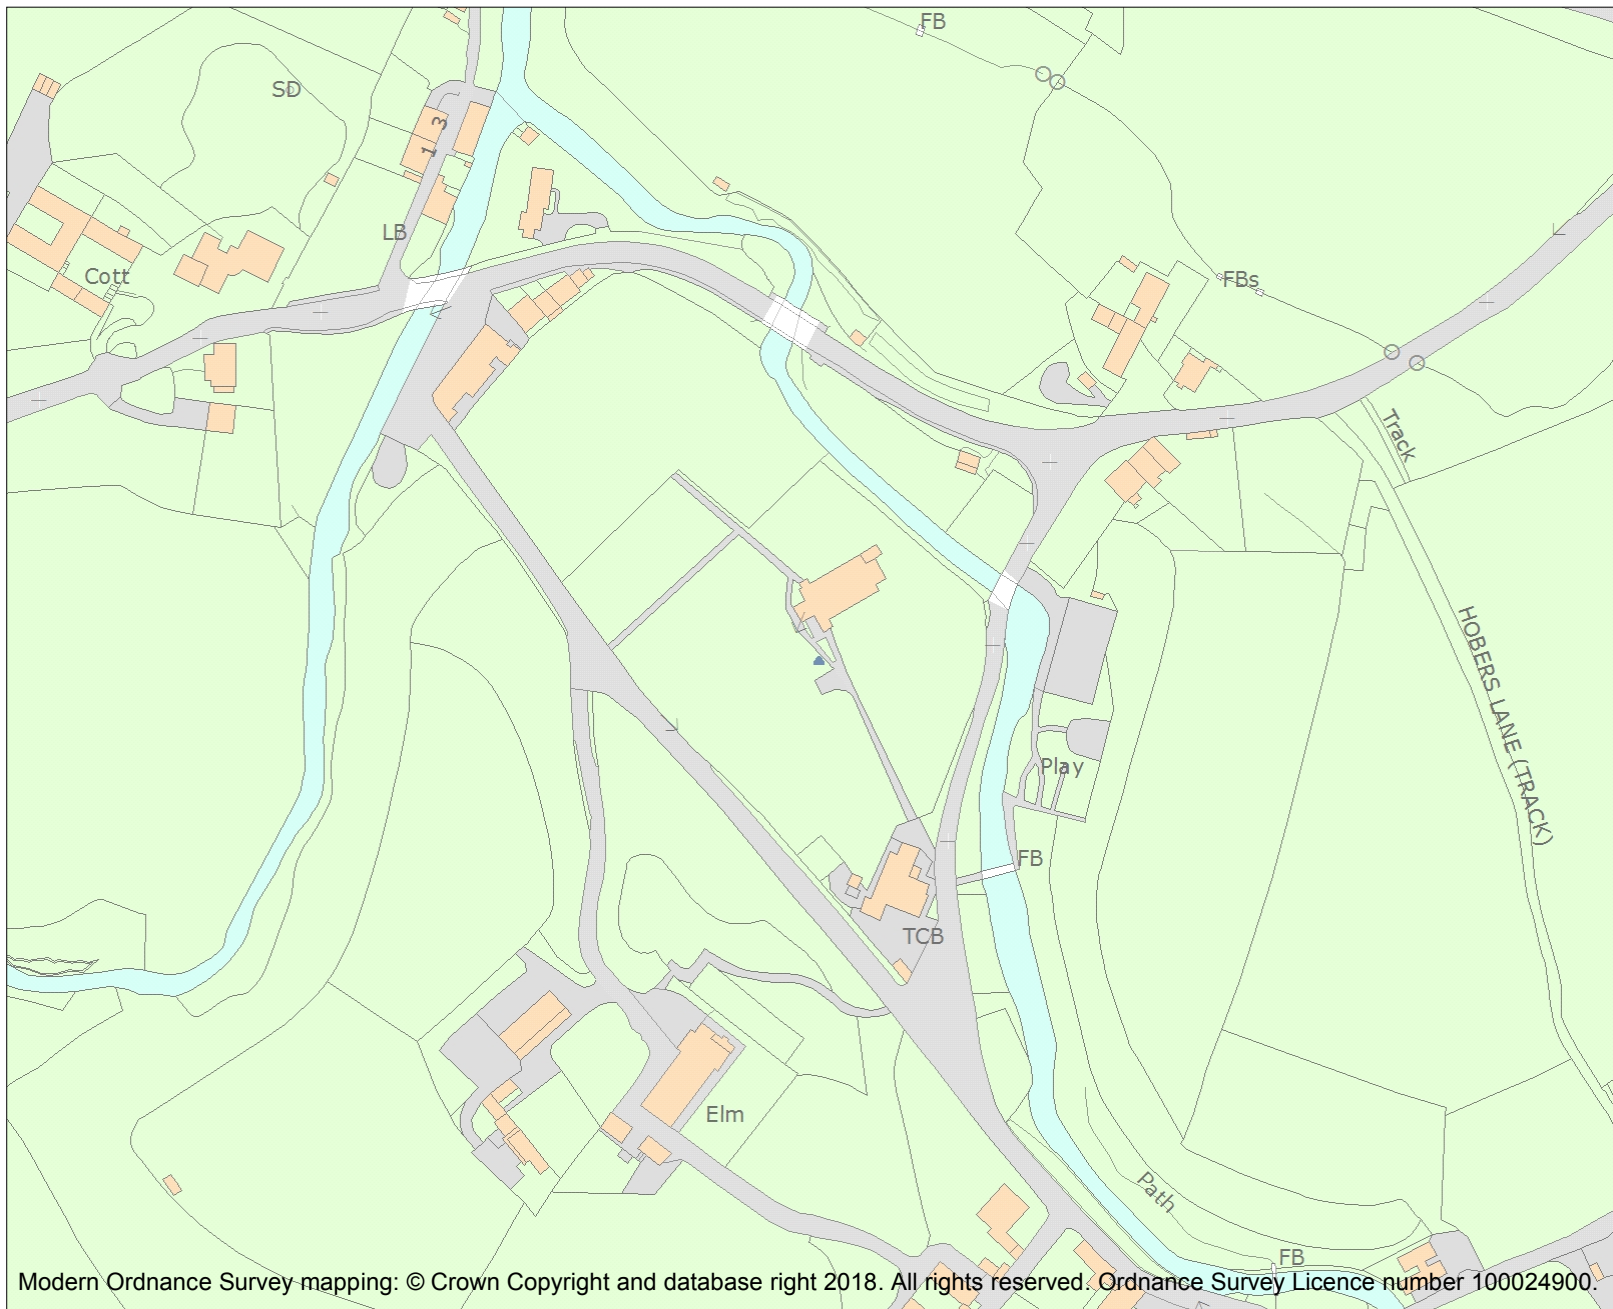 FB
SD
3
1
LB
Cott
FBs
Track
HOBERS LANE (TRACK)
Play
FB
TCB
Elm
Path
FB
Modern Ordnance Survey mapping: © Crown Copyright and database right 2018. All rights reserved. Ordnance Survey Licence number 100024900.